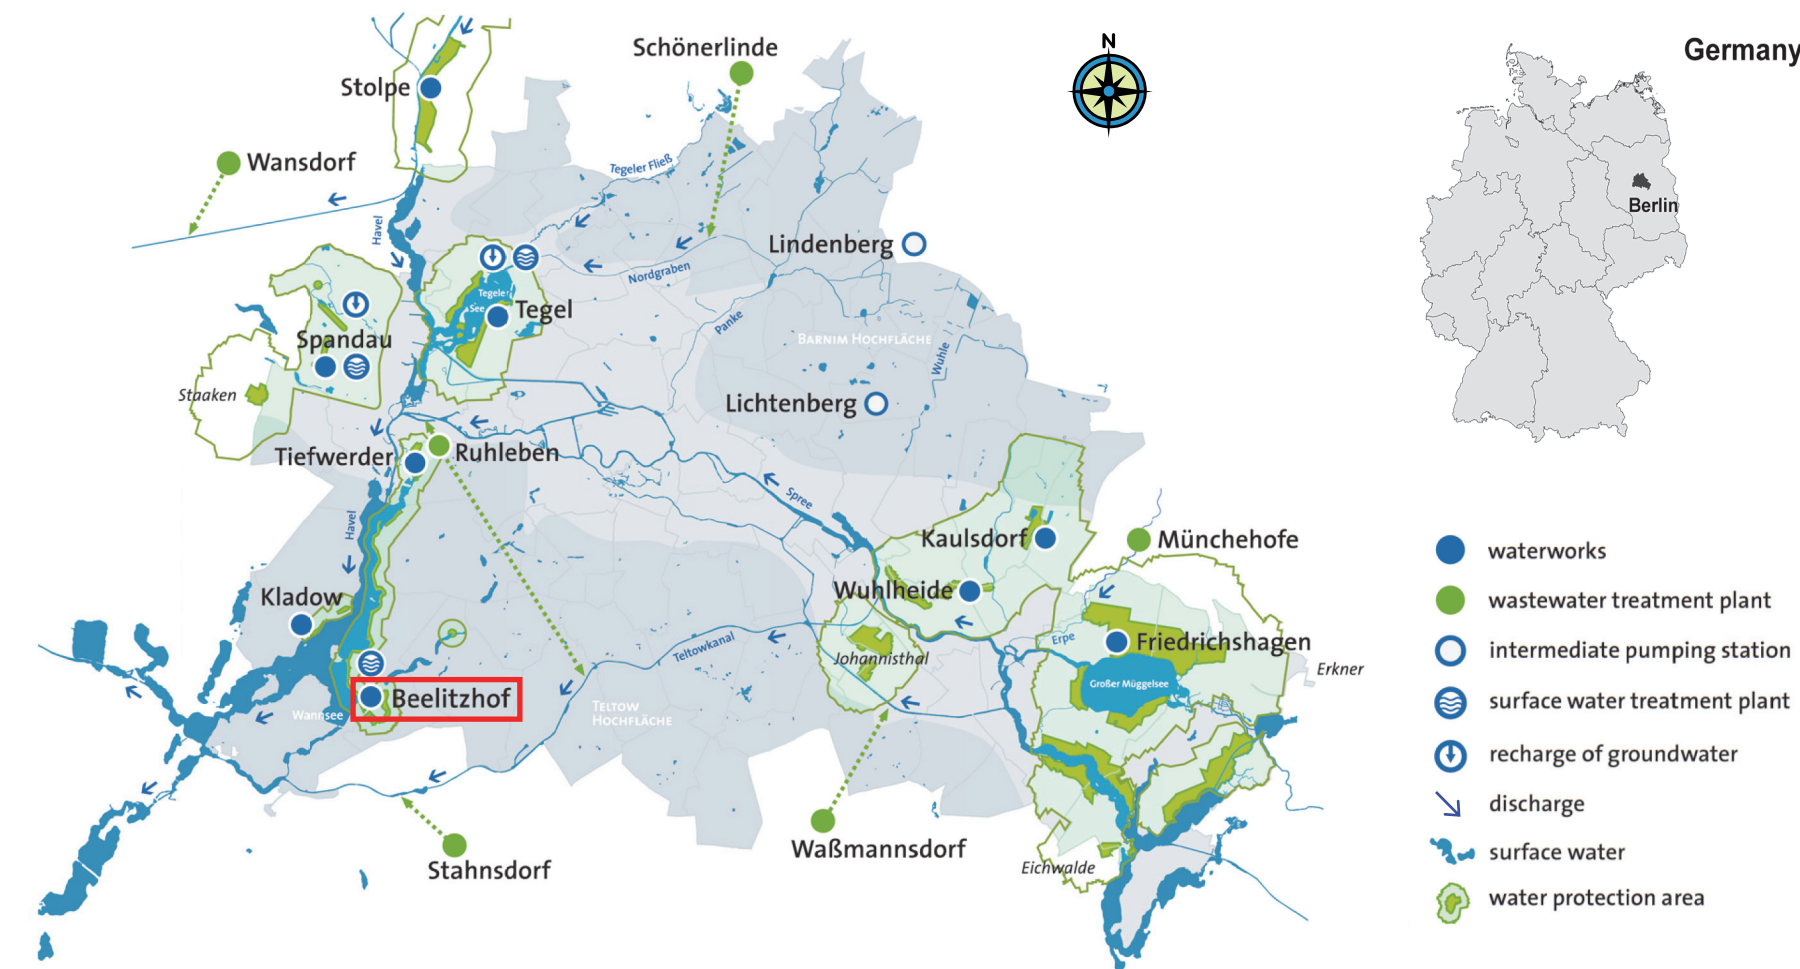 Schönerlinde
N
Germany
Stolpe
Wansdorf
Tegeler Fließ
Berlin
Havel
Lindenberg
Nordgraben
Tegeler
See
Tegel
Panke
BARNIM HOCHFLÄCHE
Wuhle
Spandau
Staaken
Lichtenberg
Tiefwerder
Ruhleben
Spree
Havel
Kaulsdorf
Münchehofe
waterworks
Kladow
Wuhlheide
wastewater treatment plant
Teltowkanal
Erpe
Friedrichshagen
intermediate pumping station
Johannisthal
Erkner
Großer Müggelsee
Beelitzhof
surface water treatment plant
Wannsee
TELTOW
HOCHFLÄCHE
recharge of groundwater
discharge
Waßmannsdorf
surface water
Stahnsdorf
Eichwalde
water protection area